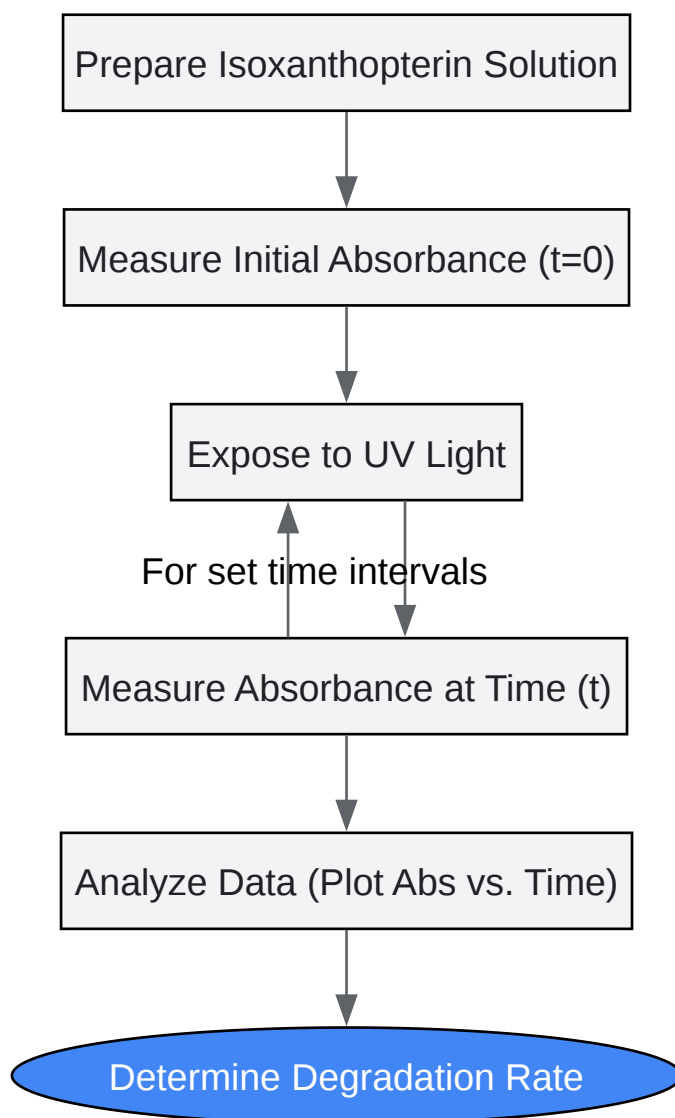 Prepare Isoxanthopterin Solution
Measure Initial Absorbance (t=0)
Expose to UV Light
For set time intervals
Measure Absorbance at Time (t)
Analyze Data (Plot Abs vs. Time)
Determine Degradation Rate